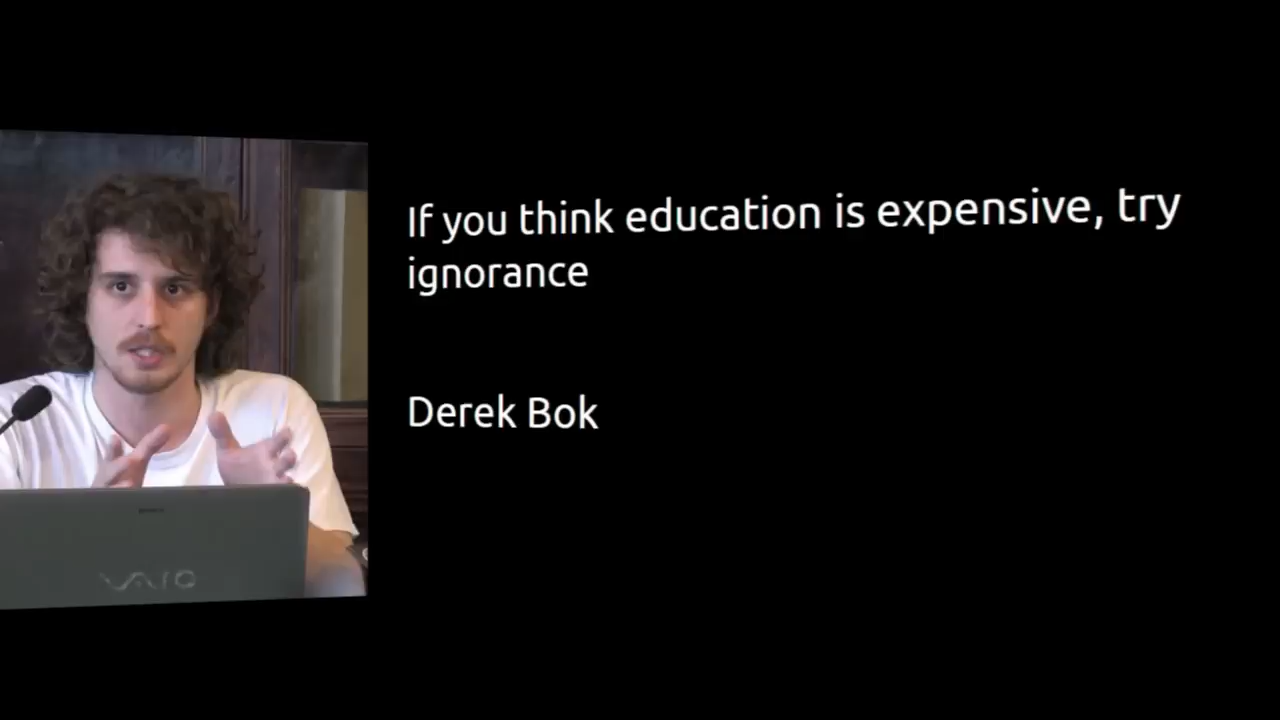 If you think education is expensive, try
ignorance
Derek Bok
VAIO